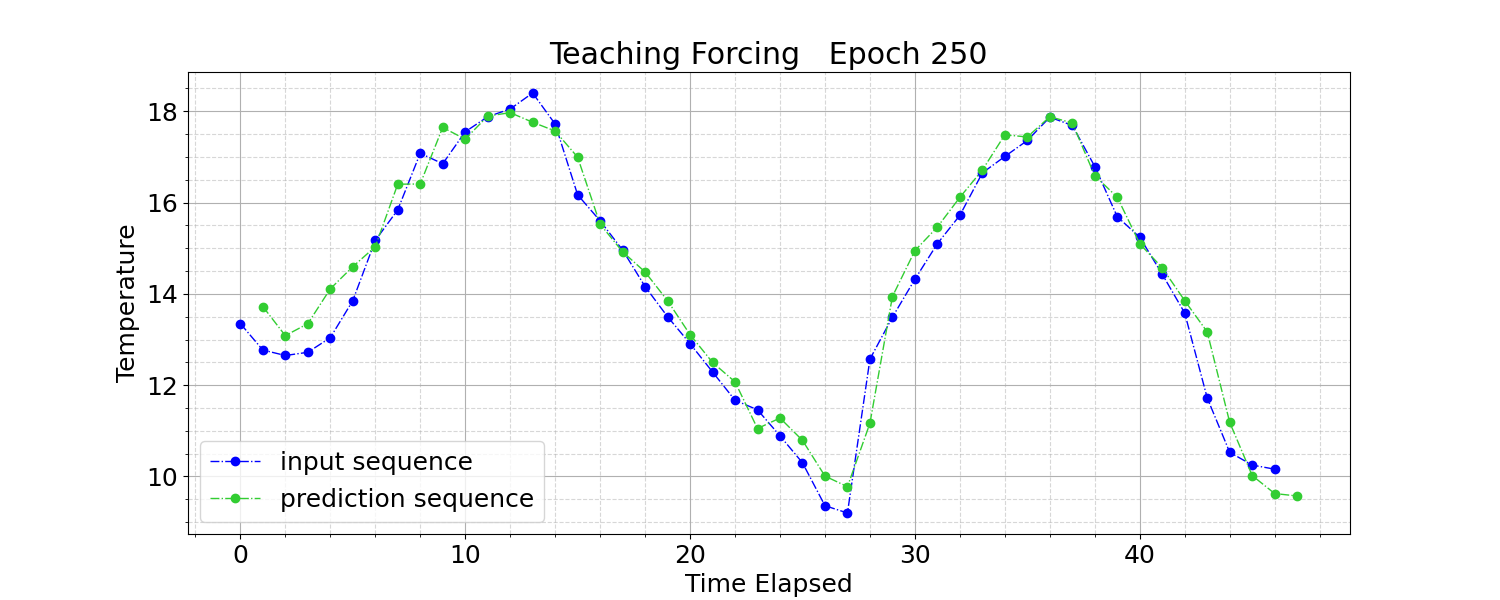 Teaching Forcing   Epoch 250
18
16
14
12
10
Temperature
input sequence
prediction sequence
0
10
20
30
40
Time Elapsed